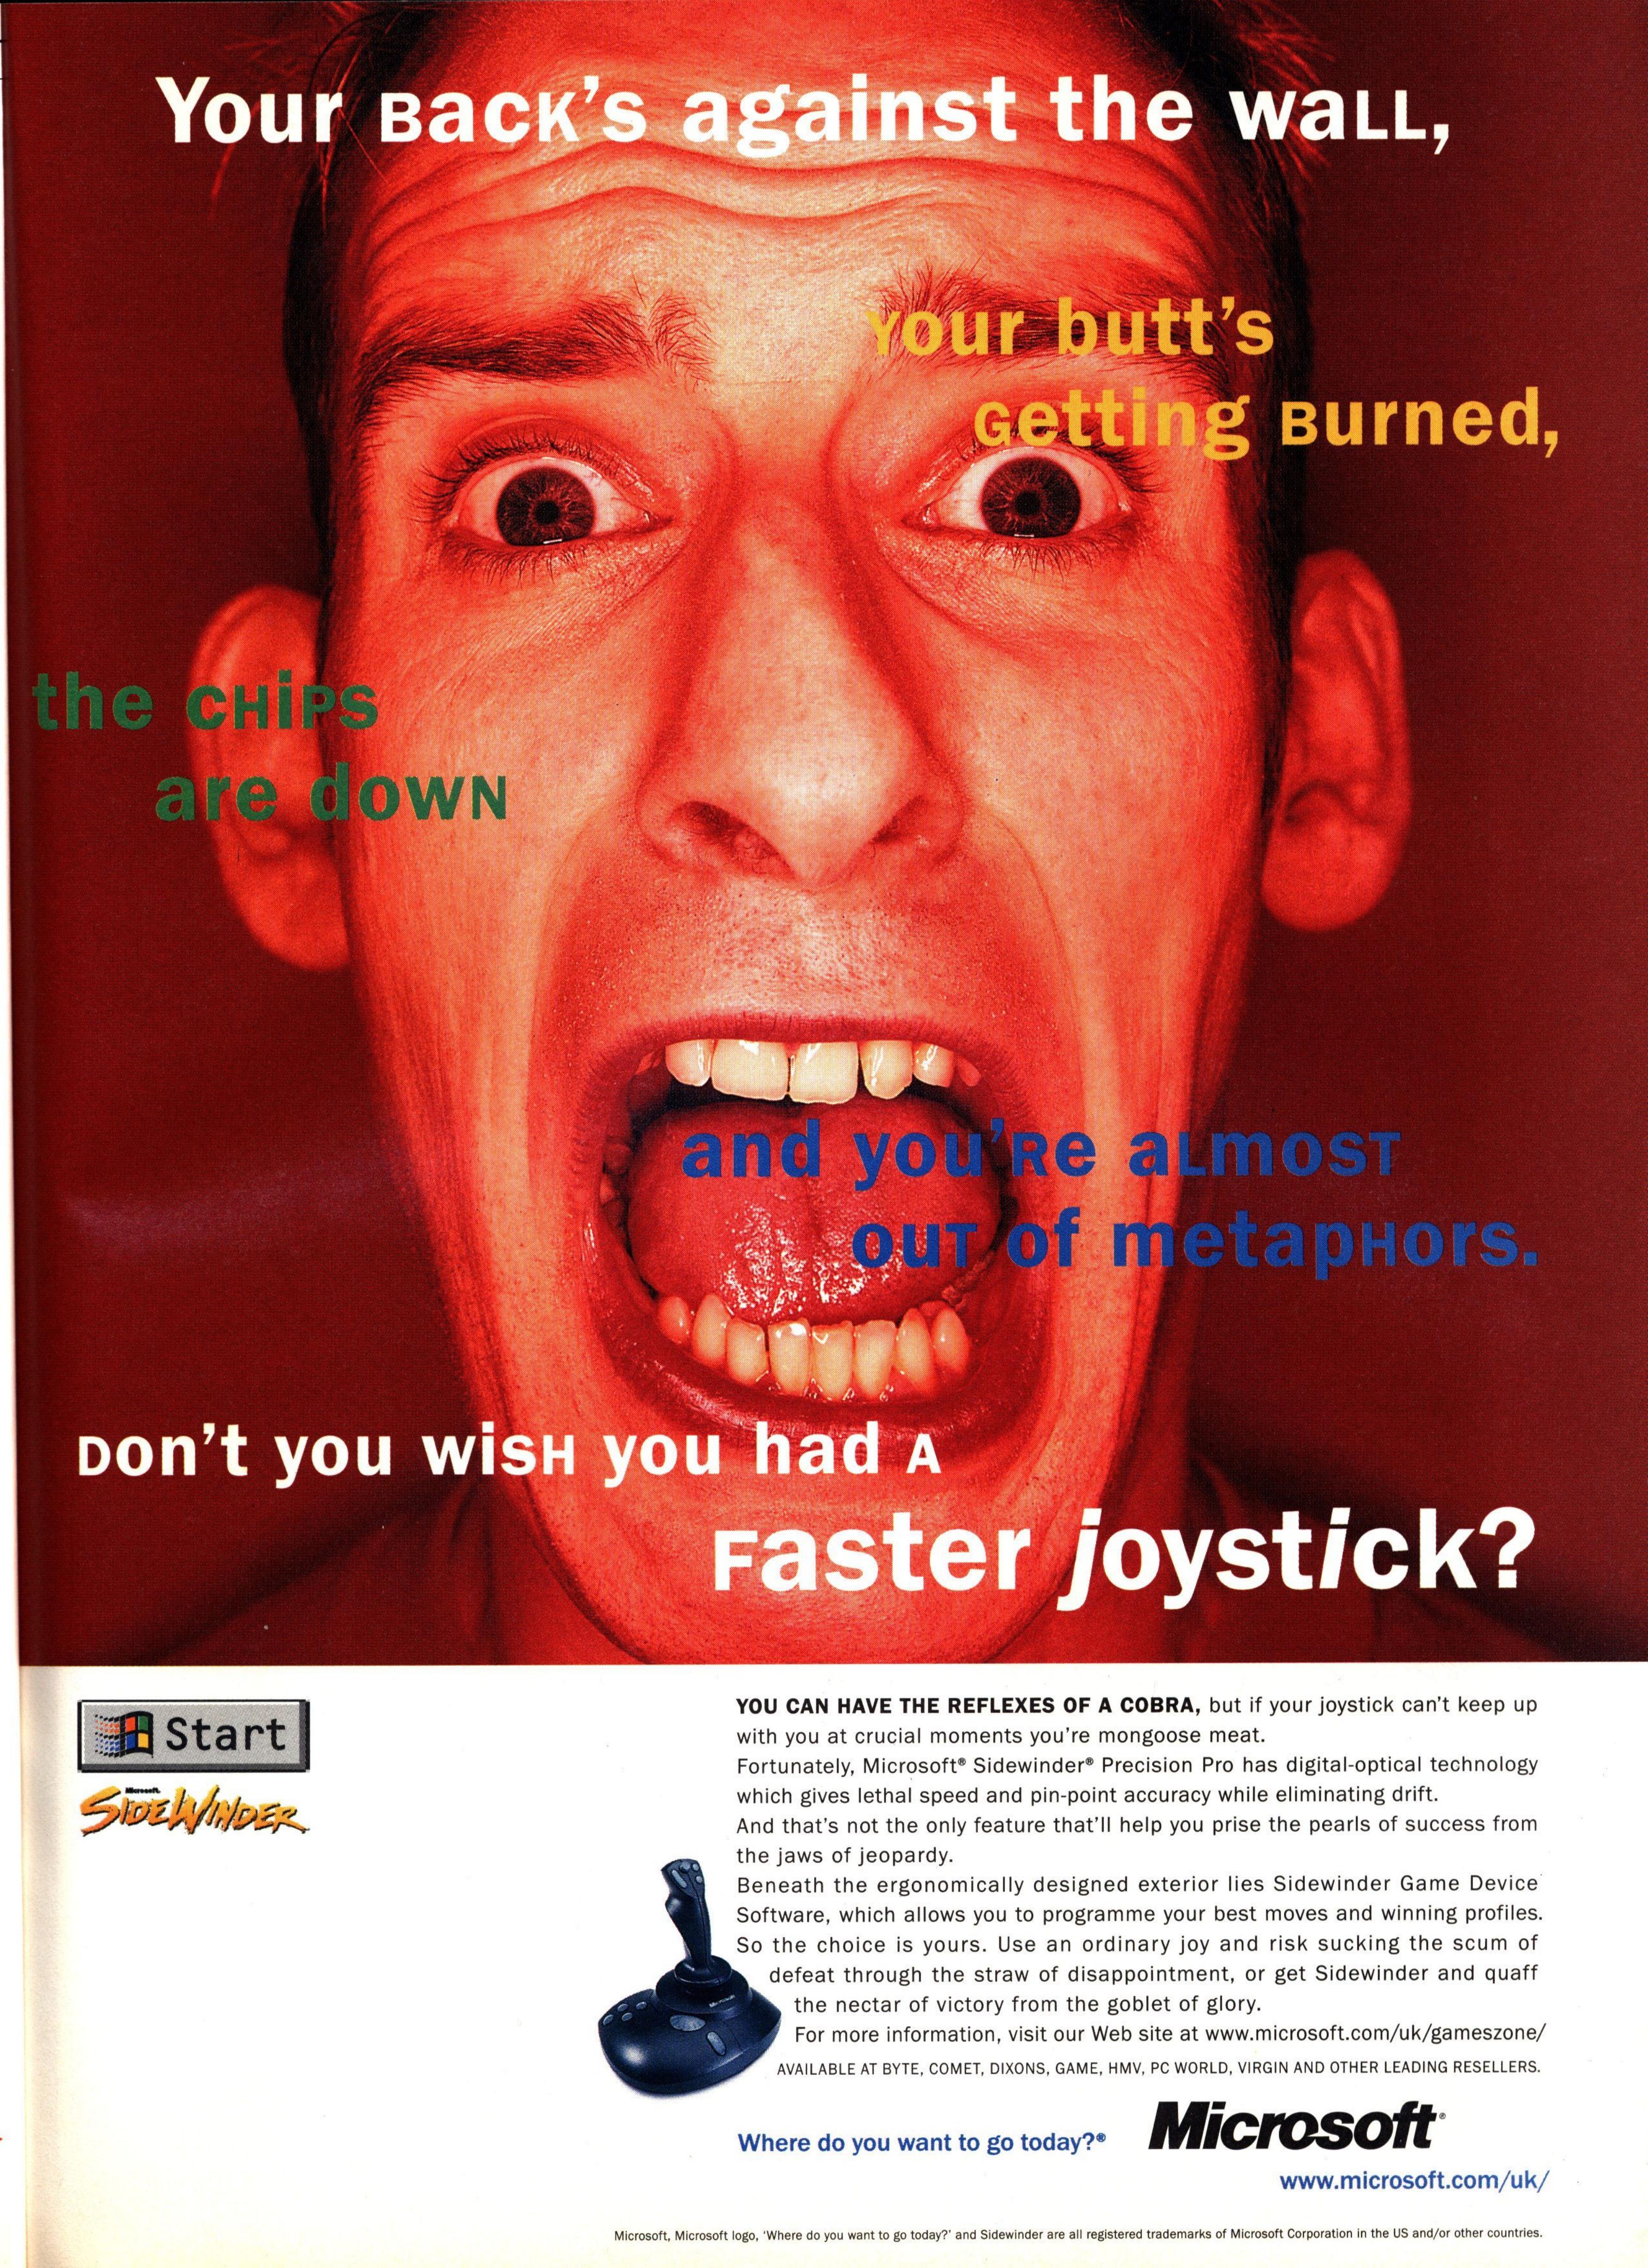 Your Back's against the wall,
Your butt's
Getting Burned,
the chips
are down
and you're almost
out of metaphors.
Don't you wish you had A
Faster joystick?
Start
Microsoft
SideWinder
YOU CAN HAVE THE REFLEXES OF A COBRA, but if your joystick can't keep up
with you at crucial moments you're mongoose meat.
Fortunately, Microsoft® Sidewinder® Precision Pro has digital-optical technology
which gives lethal speed and pin-point accuracy while eliminating drift.
And that's not the only feature that'll help you prise the pearls of success from
the jaws of jeopardy.
Beneath the ergonomically designed exterior lies Sidewinder Game Device
Software, which allows you to programme your best moves and winning profiles.
So the choice is yours. Use an ordinary joy and risk sucking the scum of
defeat through the straw of disappointment, or get Sidewinder and quaff
the nectar of victory from the goblet of glory.
For more information, visit our Web site at www.microsoft.com/uk/gameszone/
AVAILABLE AT BYTE, COMET, DIXONS, GAME, HMV, PC WORLD, VIRGIN AND OTHER LEADING RESELLERS.
Microsoft
Where do you want to go today?® Microsoft®
www.microsoft.com/uk/
Microsoft, Microsoft logo, 'Where do you want to go today?' and Sidewinder are all registered trademarks of Microsoft Corporation in the US and/or other countries.